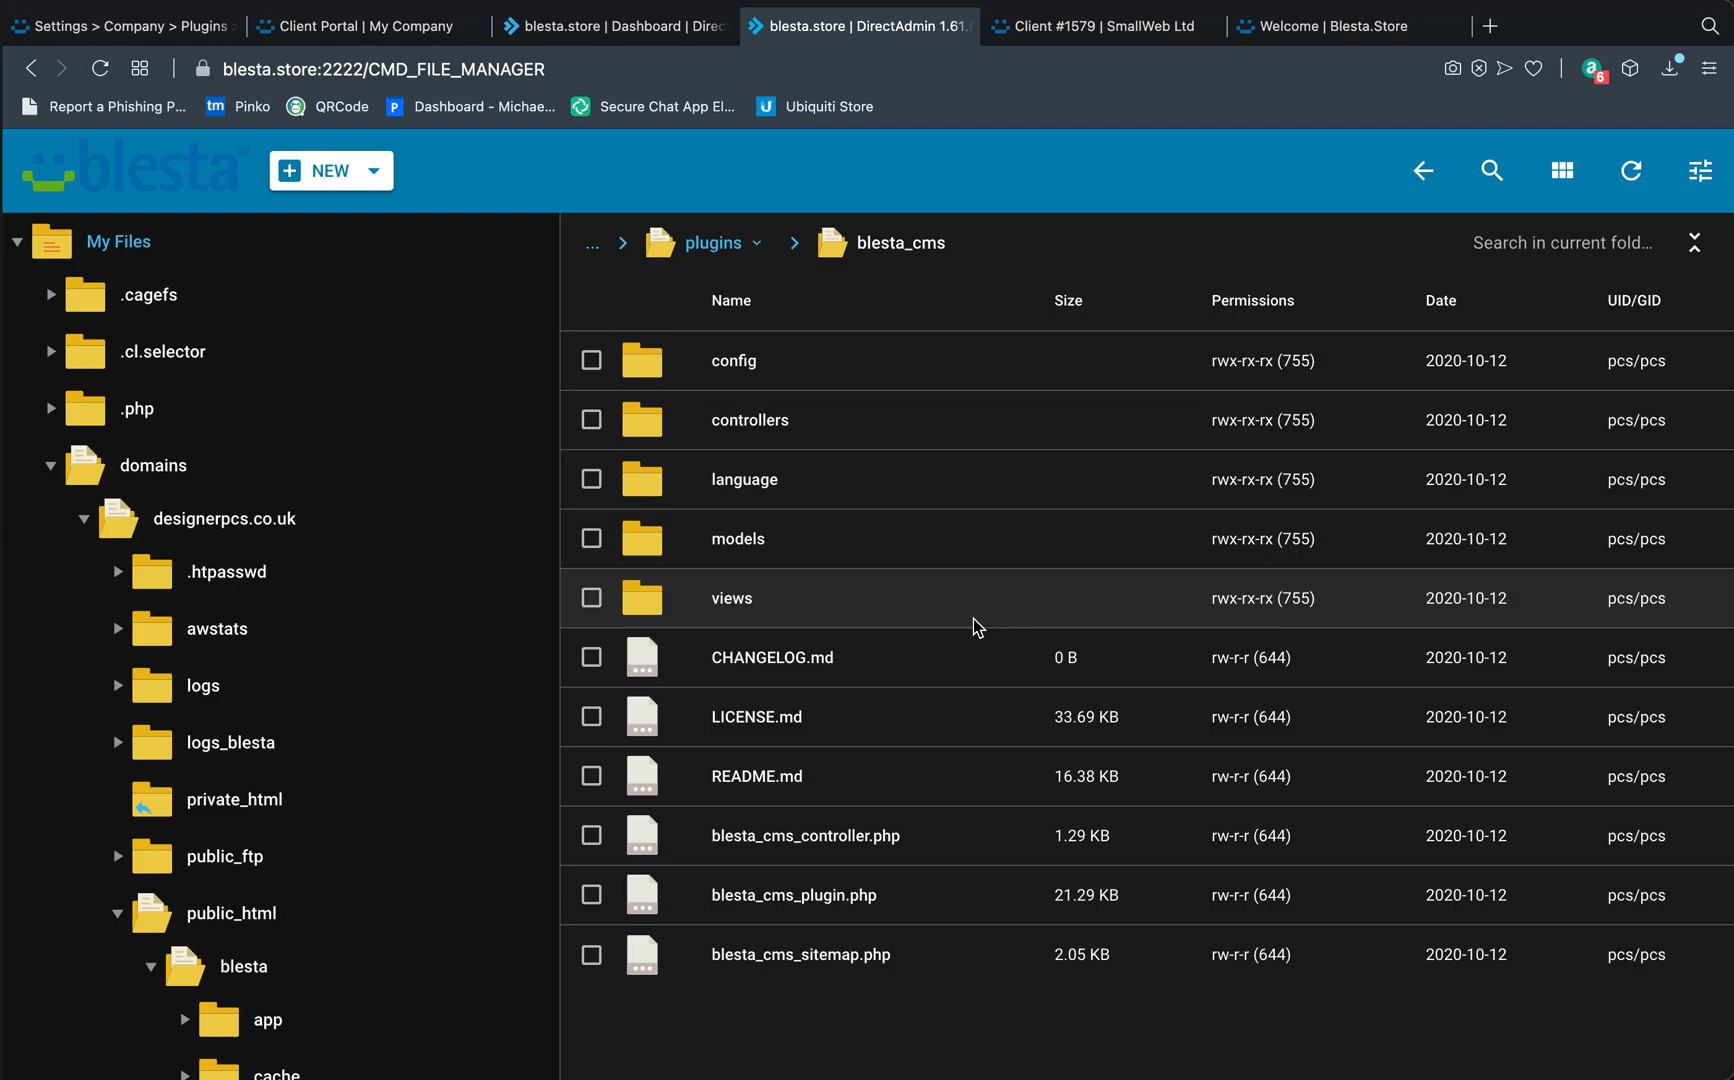 Settings > Company > Plugins > Client Portal | My Company blesta.store | Dashboard | Direc blesta.store | DirectAdmin 1.61. Client #1579 | SmallWeb Ltd Welcome | Blesta.Store
blesta.store:2222/CMD_FILE_MANAGER 6
Report a Phishing P... tm Pinko QRCode P Dashboard - Michae... Secure Chat App El... U Ubiquiti Store
blesta™ NEW
My Files
.cagefs
.cl.selector
.php
domains
designerpcs.co.uk
.htpasswd
awstats
logs
logs_blesta
private_html
public_ftp
public_html
blesta
app
cache
... > plugins > blesta_cms Search in current fold...
Name Size Permissions Date UID/GID
config rwx-rx-rx (755) 2020-10-12 pcs/pcs
controllers rwx-rx-rx (755) 2020-10-12 pcs/pcs
language rwx-rx-rx (755) 2020-10-12 pcs/pcs
models rwx-rx-rx (755) 2020-10-12 pcs/pcs
views rwx-rx-rx (755) 2020-10-12 pcs/pcs
CHANGELOG.md 0 B rw-r-r (644) 2020-10-12 pcs/pcs
LICENSE.md 33.69 KB rw-r-r (644) 2020-10-12 pcs/pcs
README.md 16.38 KB rw-r-r (644) 2020-10-12 pcs/pcs
blesta_cms_controller.php 1.29 KB rw-r-r (644) 2020-10-12 pcs/pcs
blesta_cms_plugin.php 21.29 KB rw-r-r (644) 2020-10-12 pcs/pcs
blesta_cms_sitemap.php 2.05 KB rw-r-r (644) 2020-10-12 pcs/pcs